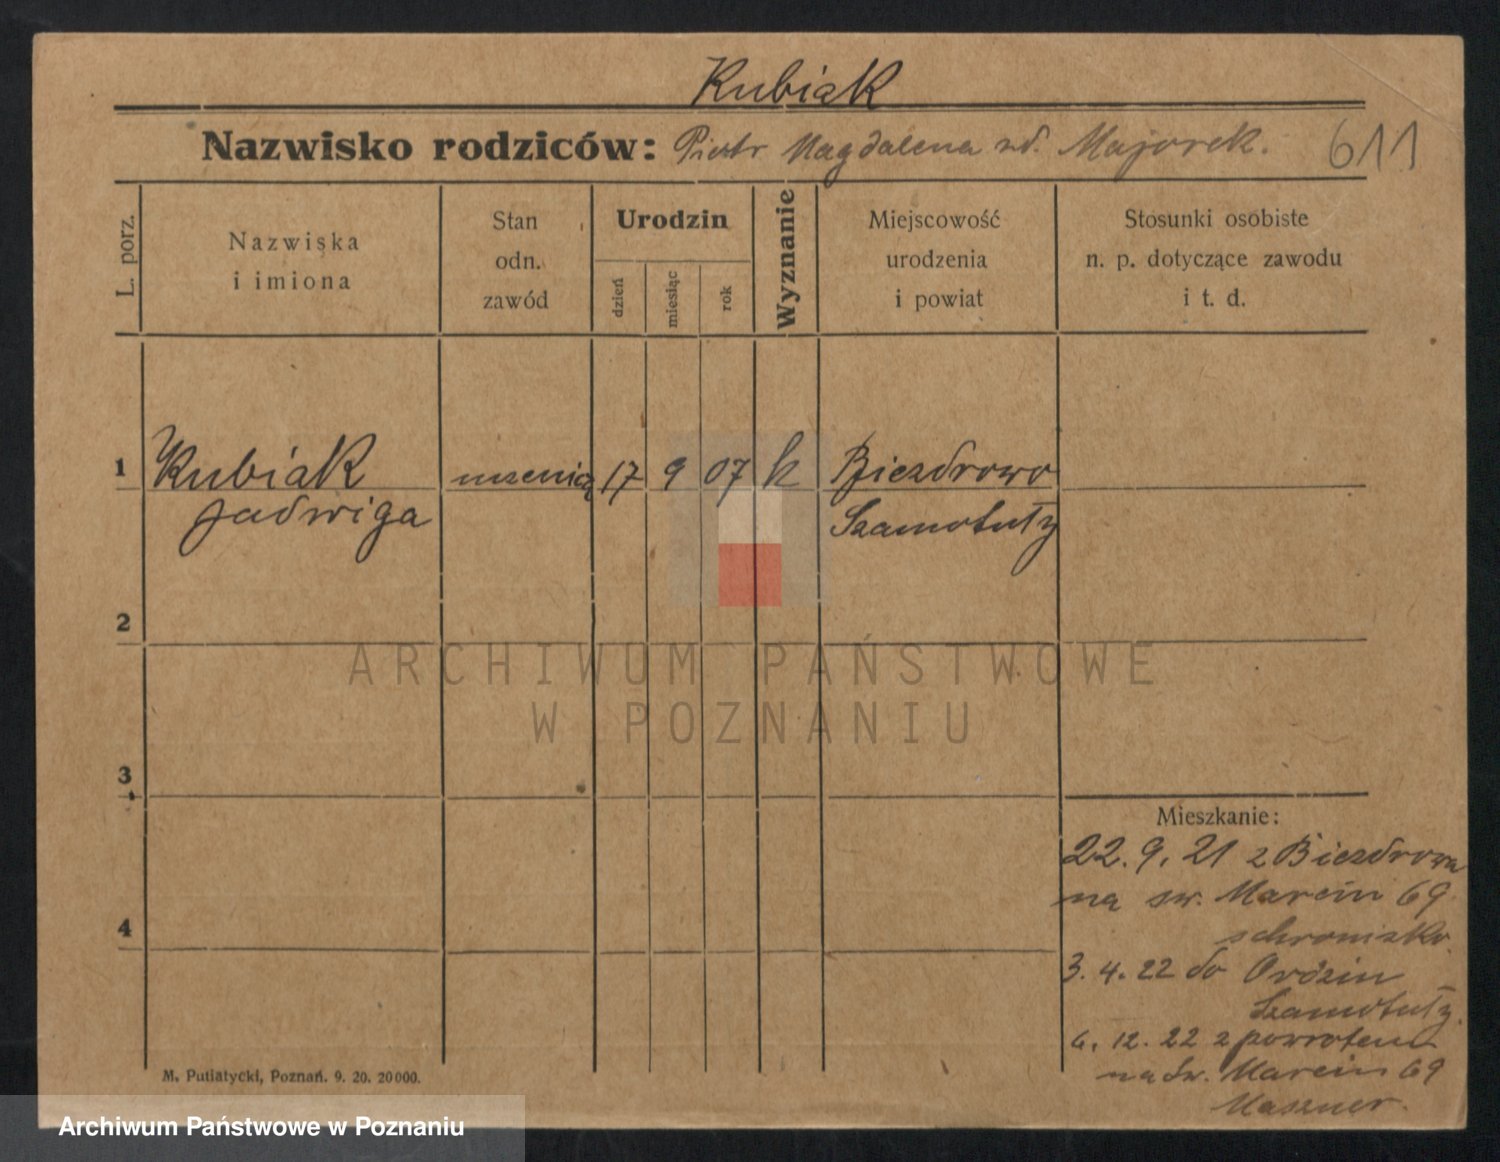 Kubiak
Nazwisko rodziców: Piotr Magdalena zd. Majorek. 611
L. porz.
Nazwiska
i imiona
Stan
odn.
zawód
Urodzin
dzień
miesiąc
rok
Wyznanie
Miejscowość
urodzenia
i powiat
Stosunki osobiste
n. p. dotyczące zawodu
i t. d.
1 Kubiak uczenica 17 9 07 k Biezdrowo
Jadwiga Szamotuły
2
ARCHIWUM PAŃSTWOWE
W POZNANIU
3
Mieszkanie:
22. 9. 21 z Biezdrowa
na św. Marcin 69
schronisko.
4
3. 4. 22 do
Szamotuły.
6. 12. 22 z powrotem
na św. Marcin 69
M. Putiatycki, Poznań. 9. 20. 20000.
Archiwum Państwowe w Poznaniu